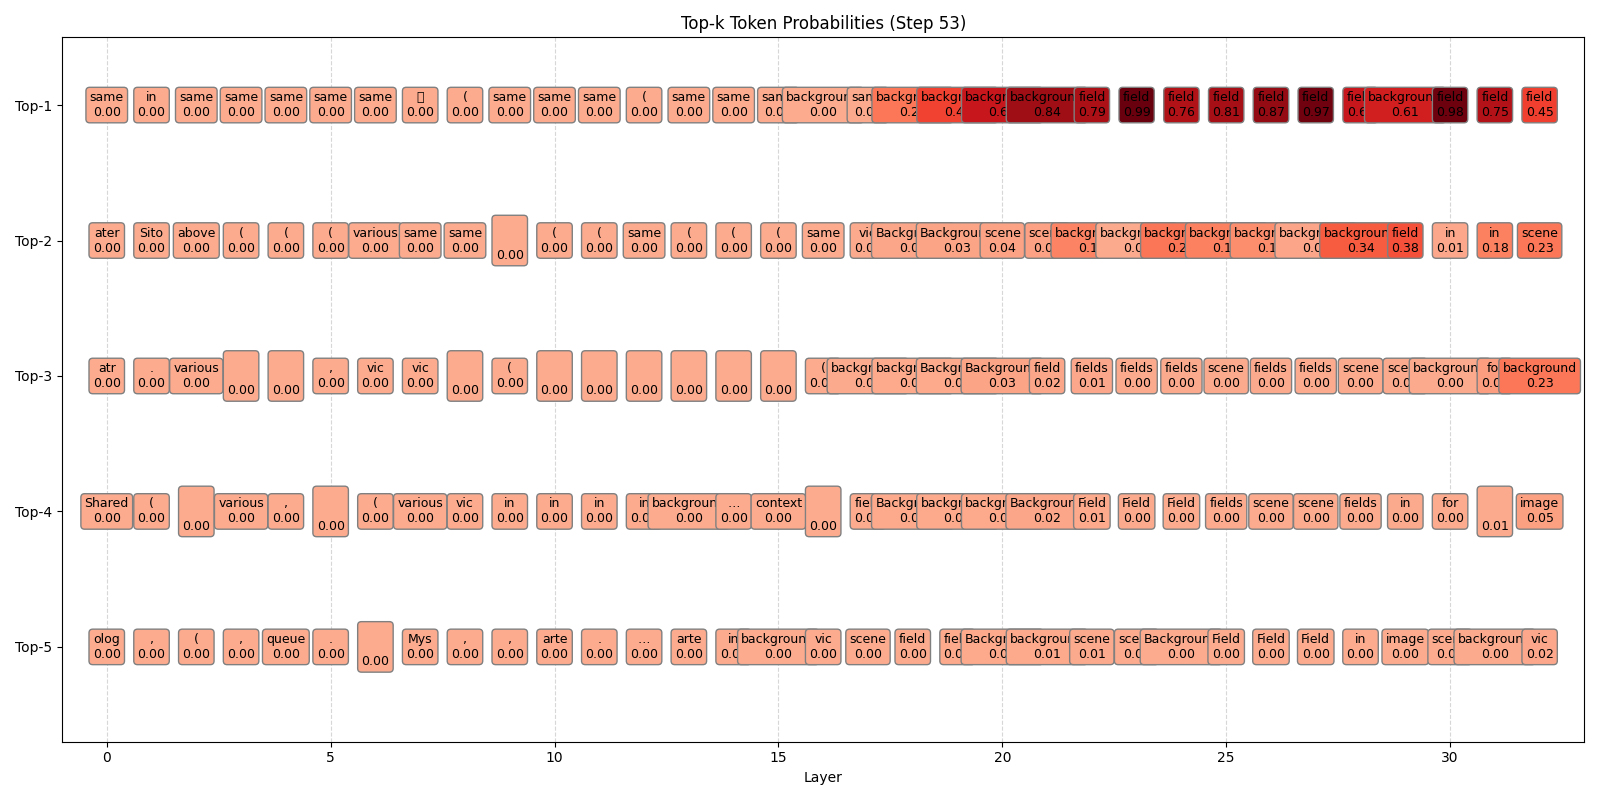 Top-k Token Probabilities (Step 53)
Top-1
same in same same same same same ( same same same ( same same field field field field field field field field field
0.00 0.00 0.00 0.00 0.00 0.00 0.00 0.00 0.00 0.00 0.00 0.00 0.00 0.00 0.00 0.00 0.84 0.79 0.99 0.76 0.81 0.87 0.97 0.61 0.98 0.75 0.45
Top-2
ater Sito above ( ( ( various same same ( ( same ( ( ( same scene field in in scene
0.00 0.00 0.00 0.00 0.00 0.00 0.00 0.00 0.00 0.00 0.00 0.00 0.00 0.00 0.00 0.00 0.00 0.03 0.04 0.34 0.38 0.01 0.18 0.23
Top-3
atr . various , vic vic ( ( Background field fields fields fields scene fields fields scene background
0.00 0.00 0.00 0.00 0.00 0.00 0.00 0.00 0.00 0.00 0.00 0.00 0.00 0.00 0.00 0.00 0.03 0.02 0.01 0.00 0.00 0.00 0.00 0.00 0.00 0.00 0.23
Top-4
Shared ( various , ( various vic in in in in ... context Field Field Field fields scene scene fields in for image
0.00 0.00 0.00 0.00 0.00 0.00 0.00 0.00 0.00 0.00 0.00 0.00 0.00 0.00 0.00 0.00 0.02 0.01 0.00 0.00 0.00 0.00 0.00 0.00 0.00 0.00 0.01 0.05
Top-5
olog , ( , queue . Mys , , arte . ... arte in vic scene field scene Field Field Field in image vic
0.00 0.00 0.00 0.00 0.00 0.00 0.00 0.00 0.00 0.00 0.00 0.00 0.00 0.00 0.00 0.00 0.00 0.00 0.01 0.01 0.00 0.00 0.00 0.00 0.00 0.00 0.00 0.02
0 5 10 15 20 25 30
Layer